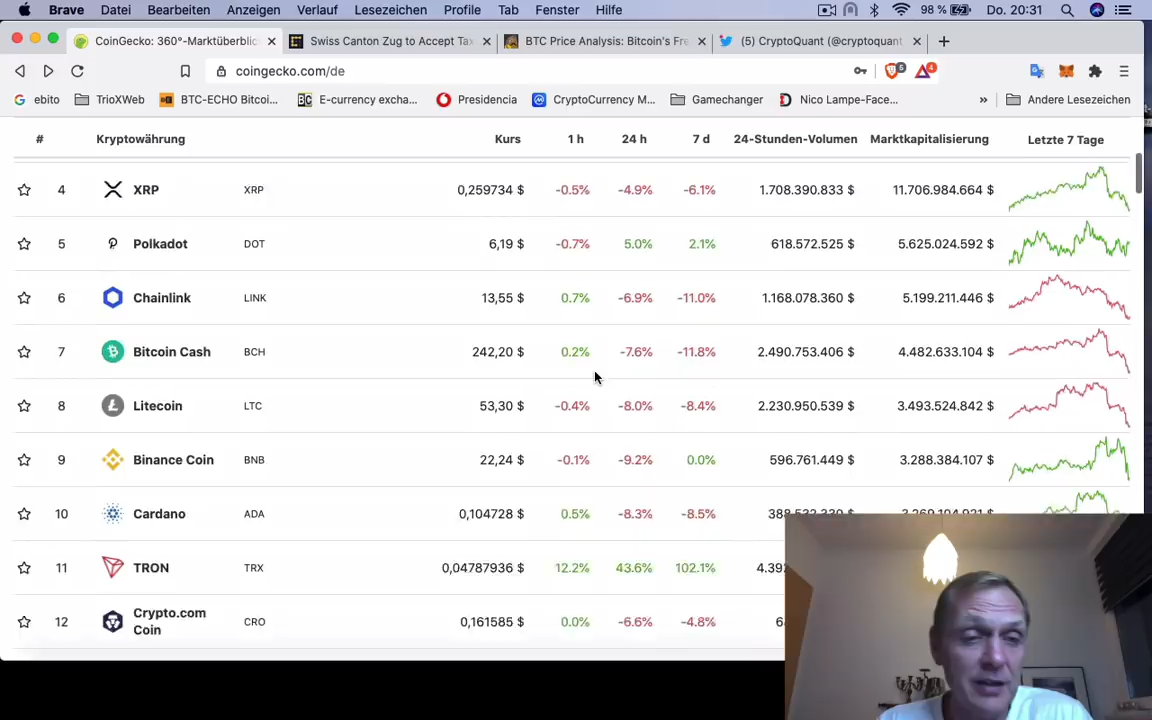 Brave Datei Bearbeiten Anzeigen Verlauf Lesezeichen Profile Tab Fenster Hilfe 98 % Do. 20:31
CoinGecko: 360°-Marktüberblic Swiss Canton Zug to Accept Tax BTC Price Analysis: Bitcoin's Fre (5) CryptoQuant (@cryptoquant
coingecko.com/de 5 4
ebito TrioXWeb BTC-ECHO Bitcoi... E-currency excha... Presidencia CryptoCurrency M... Gamechanger Nico Lampe-Face... » Andere Lesezeichen
# Kryptowährung Kurs 1 h 24 h 7 d 24-Stunden-Volumen Marktkapitalisierung Letzte 7 Tage
4 XRP XRP 0,259734 $ -0.5% -4.9% -6.1% 1.708.390.833 $ 11.706.984.664 $
5 Polkadot DOT 6,19 $ -0.7% 5.0% 2.1% 618.572.525 $ 5.625.024.592 $
6 Chainlink LINK 13,55 $ 0.7% -6.9% -11.0% 1.168.078.360 $ 5.199.211.446 $
7 Bitcoin Cash BCH 242,20 $ 0.2% -7.6% -11.8% 2.490.753.406 $ 4.482.633.104 $
8 Litecoin LTC 53,30 $ -0.4% -8.0% -8.4% 2.230.950.539 $ 3.493.524.842 $
9 Binance Coin BNB 22,24 $ -0.1% -9.2% 0.0% 596.761.449 $ 3.288.384.107 $
10 Cardano ADA 0,104728 $ 0.5% -8.3% -8.5%
11 TRON TRX 0,04787936 $ 12.2% 43.6% 102.1%
12 Crypto.com Coin CRO 0,161585 $ 0.0% -6.6% -4.8%